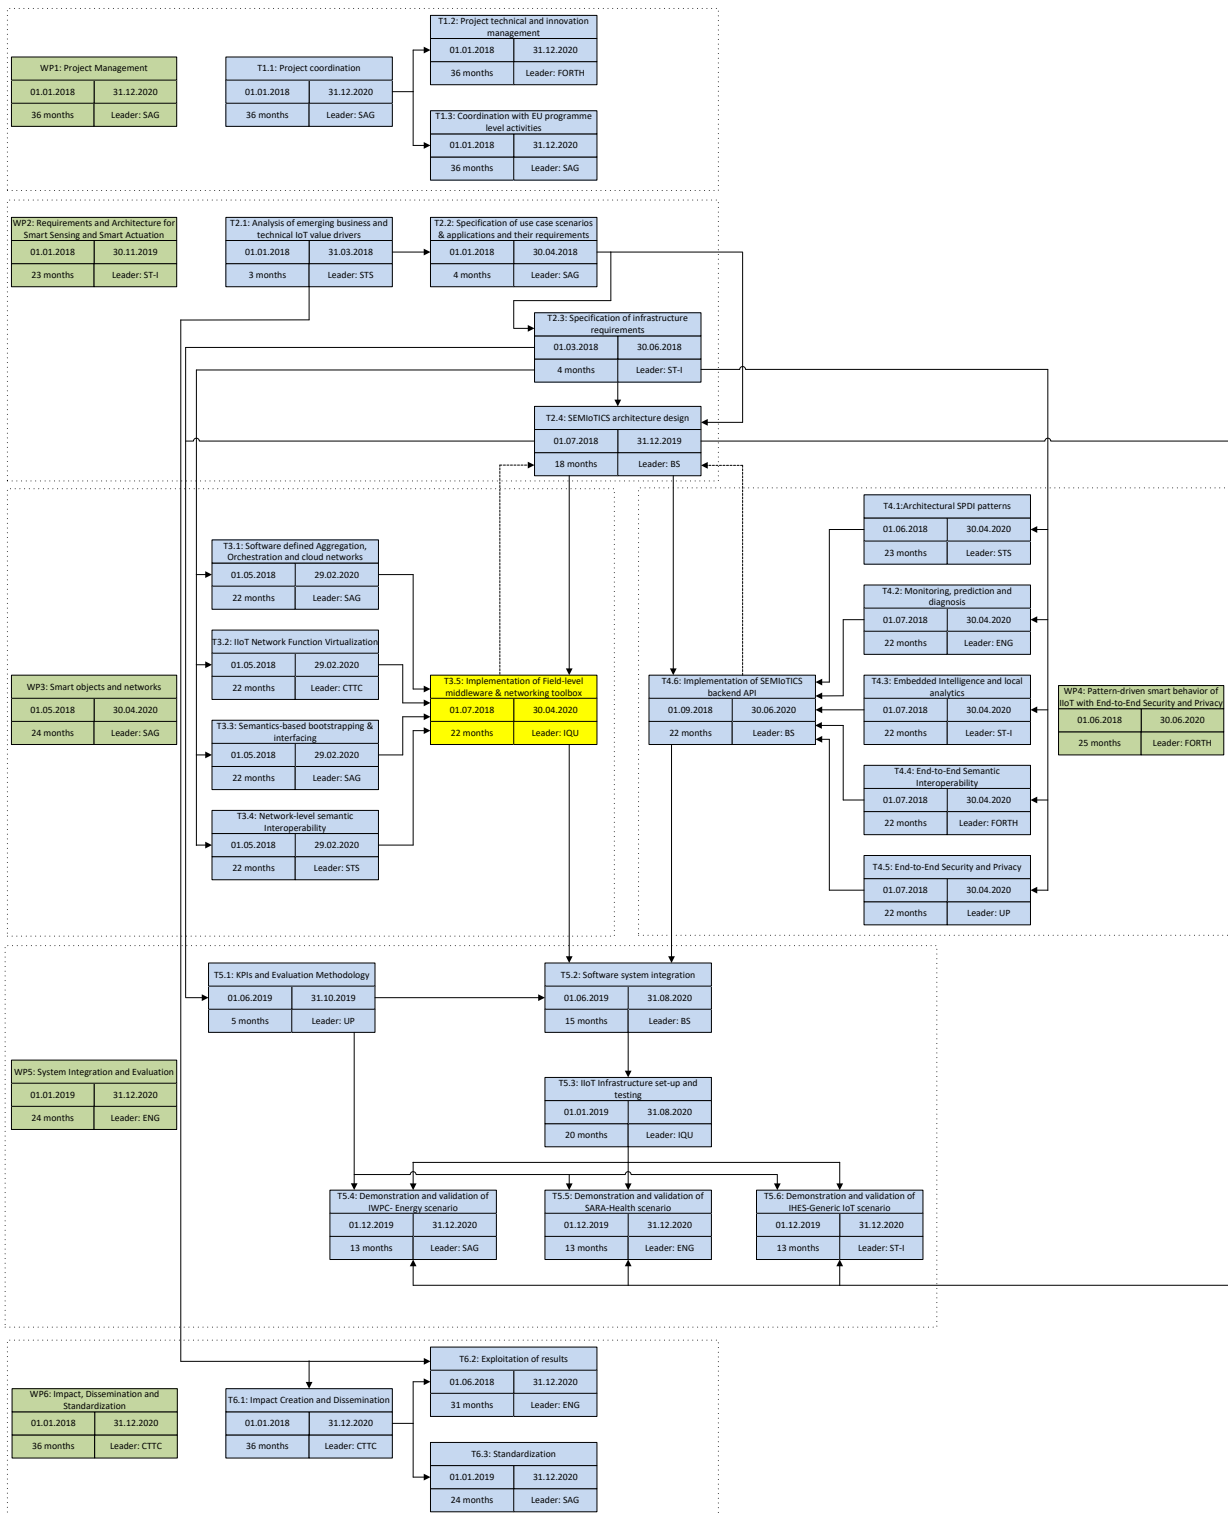 T1.2: Project technical and innovation
management
01.01.2018 31.12.2020
36 months Leader: FORTH
WP1: Project Management
01.01.2018 31.12.2020
36 months Leader: SAG
T1.1: Project coordination
01.01.2018 31.12.2020
36 months Leader: SAG
T1.3: Coordination with EU programme
level activities
01.01.2018 31.12.2020
36 months Leader: SAG
WP2: Requirements and Architecture for
Smart Sensing and Smart Actuation
01.01.2018 30.11.2019
23 months Leader: ST-I
T2.1: Analysis of emerging business and
technical IoT value drivers
01.01.2018 31.03.2018
3 months Leader: STS
T2.2: Specification of use case scenarios
& applications and their requirements
01.01.2018 30.04.2018
4 months Leader: SAG
T2.3: Specification of infrastructure
requirements
01.03.2018 30.06.2018
4 months Leader: ST-I
T2.4: SEMIoTICS architecture design
01.07.2018 31.12.2019
18 months Leader: BS
T3.1: Software defined Aggregation,
Orchestration and cloud networks
01.05.2018 29.02.2020
22 months Leader: SAG
T3.2: IIoT Network Function Virtualization
01.05.2018 29.02.2020
22 months Leader: CTTC
WP3: Smart objects and networks
01.05.2018 30.04.2020
24 months Leader: SAG
T3.3: Semantics-based bootstrapping &
interfacing
01.05.2018 29.02.2020
22 months Leader: SAG
T3.4: Network-level semantic
Interoperability
01.05.2018 29.02.2020
22 months Leader: STS
T3.5: Implementation of Field-level
middleware & networking toolbox
01.07.2018 30.04.2020
22 months Leader: IQU
T4.6: Implementation of SEMIoTICS
backend API
01.09.2018 30.06.2020
22 months Leader: BS
T4.1:Architectural SPDI patterns
01.06.2018 30.04.2020
23 months Leader: STS
T4.2: Monitoring, prediction and
diagnosis
01.07.2018 30.04.2020
22 months Leader: ENG
T4.3: Embedded Intelligence and local
analytics
01.07.2018 30.04.2020
22 months Leader: ST-I
T4.4: End-to-End Semantic
Interoperability
01.07.2018 30.04.2020
22 months Leader: FORTH
T4.5: End-to-End Security and Privacy
01.07.2018 30.04.2020
22 months Leader: UP
WP4: Pattern-driven smart behavior of
IIoT with End-to-End Security and Privacy
01.06.2018 30.06.2020
25 months Leader: FORTH
T5.1: KPIs and Evaluation Methodology
01.06.2019 31.10.2019
5 months Leader: UP
T5.2: Software system integration
01.06.2019 31.08.2020
15 months Leader: BS
WP5: System Integration and Evaluation
01.01.2019 31.12.2020
24 months Leader: ENG
T5.3: IIoT Infrastructure set-up and
testing
01.01.2019 31.08.2020
20 months Leader: IQU
T5.4: Demonstration and validation of
IWPC- Energy scenario
01.12.2019 31.12.2020
13 months Leader: SAG
T5.5: Demonstration and validation of
SARA-Health scenario
01.12.2019 31.12.2020
13 months Leader: ENG
T5.6: Demonstration and validation of
IHES-Generic IoT scenario
01.12.2019 31.12.2020
13 months Leader: ST-I
T6.2: Exploitation of results
01.06.2018 31.12.2020
31 months Leader: ENG
WP6: Impact, Dissemination and
Standardization
01.01.2018 31.12.2020
36 months Leader: CTTC
T6.1: Impact Creation and Dissemination
01.01.2018 31.12.2020
36 months Leader: CTTC
T6.3: Standardization
01.01.2019 31.12.2020
24 months Leader: SAG